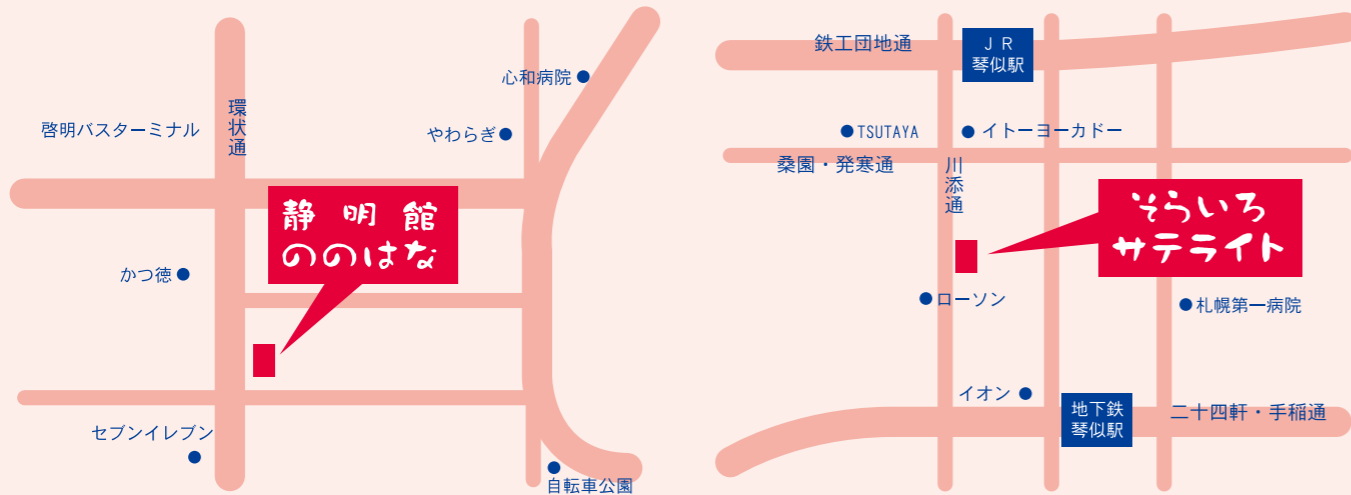 心和病院
やわらぎ
環状通
啓明バスターミナル
静明館
ののはな
かつ徳
セブンイレブン
自転車公園
鉄工団地通
JR
琴似駅
TSUTAYA
イトーヨーカドー
桑園・発寒通
川添通
そらいろ
サテライト
ローソン
札幌第一病院
イオン
地下鉄
琴似駅
二十四軒・手稲通